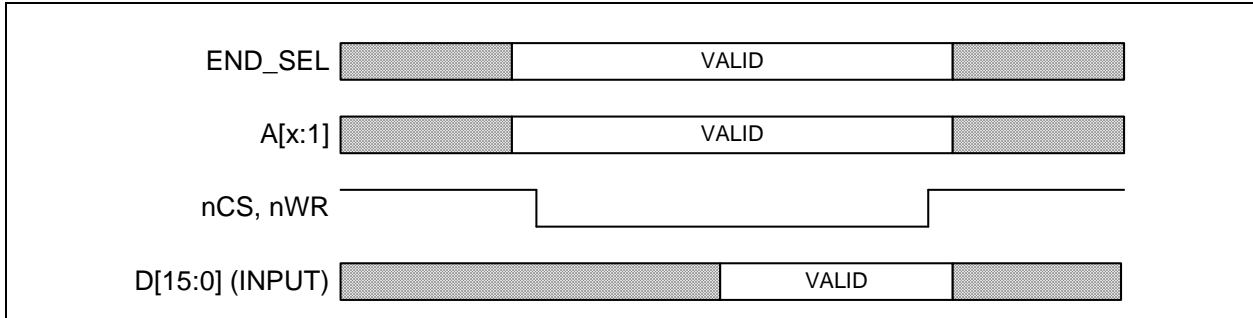 END_SEL VALID
A[x:1] VALID
nCS, nWR
D[15:0] (INPUT) VALID